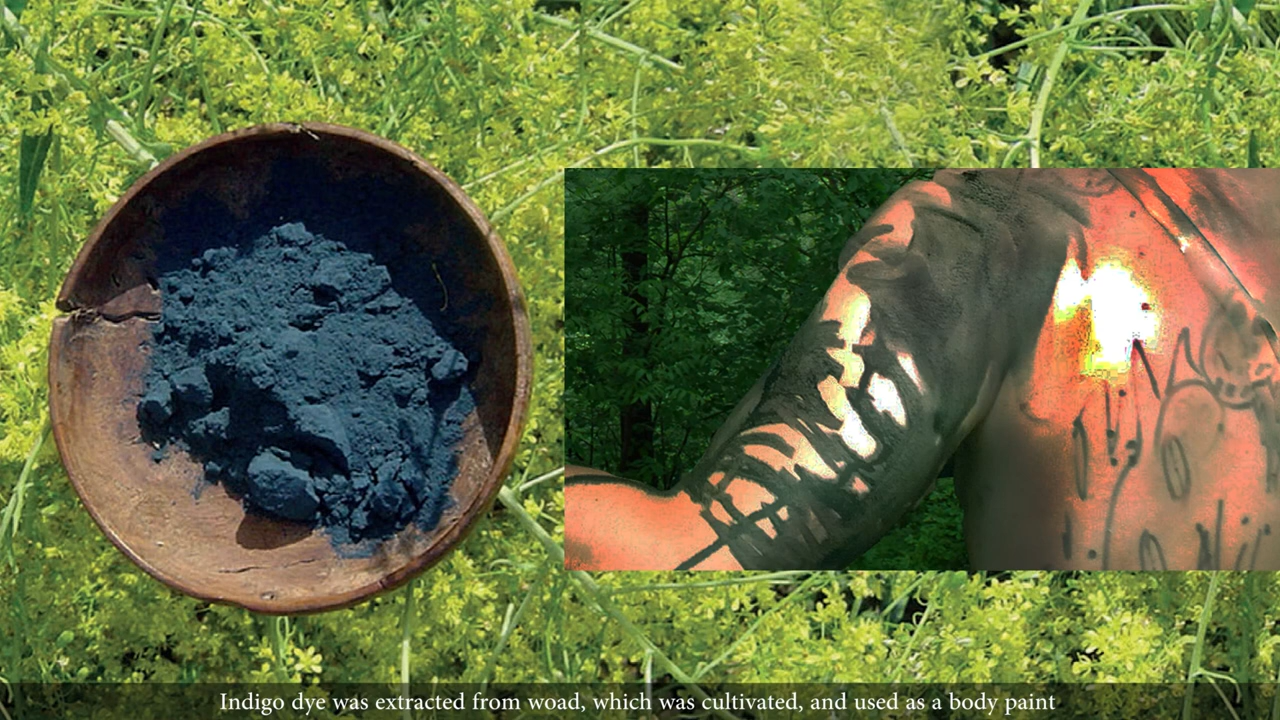 Indigo dye was extracted from woad, which was cultivated, and used as a body paint